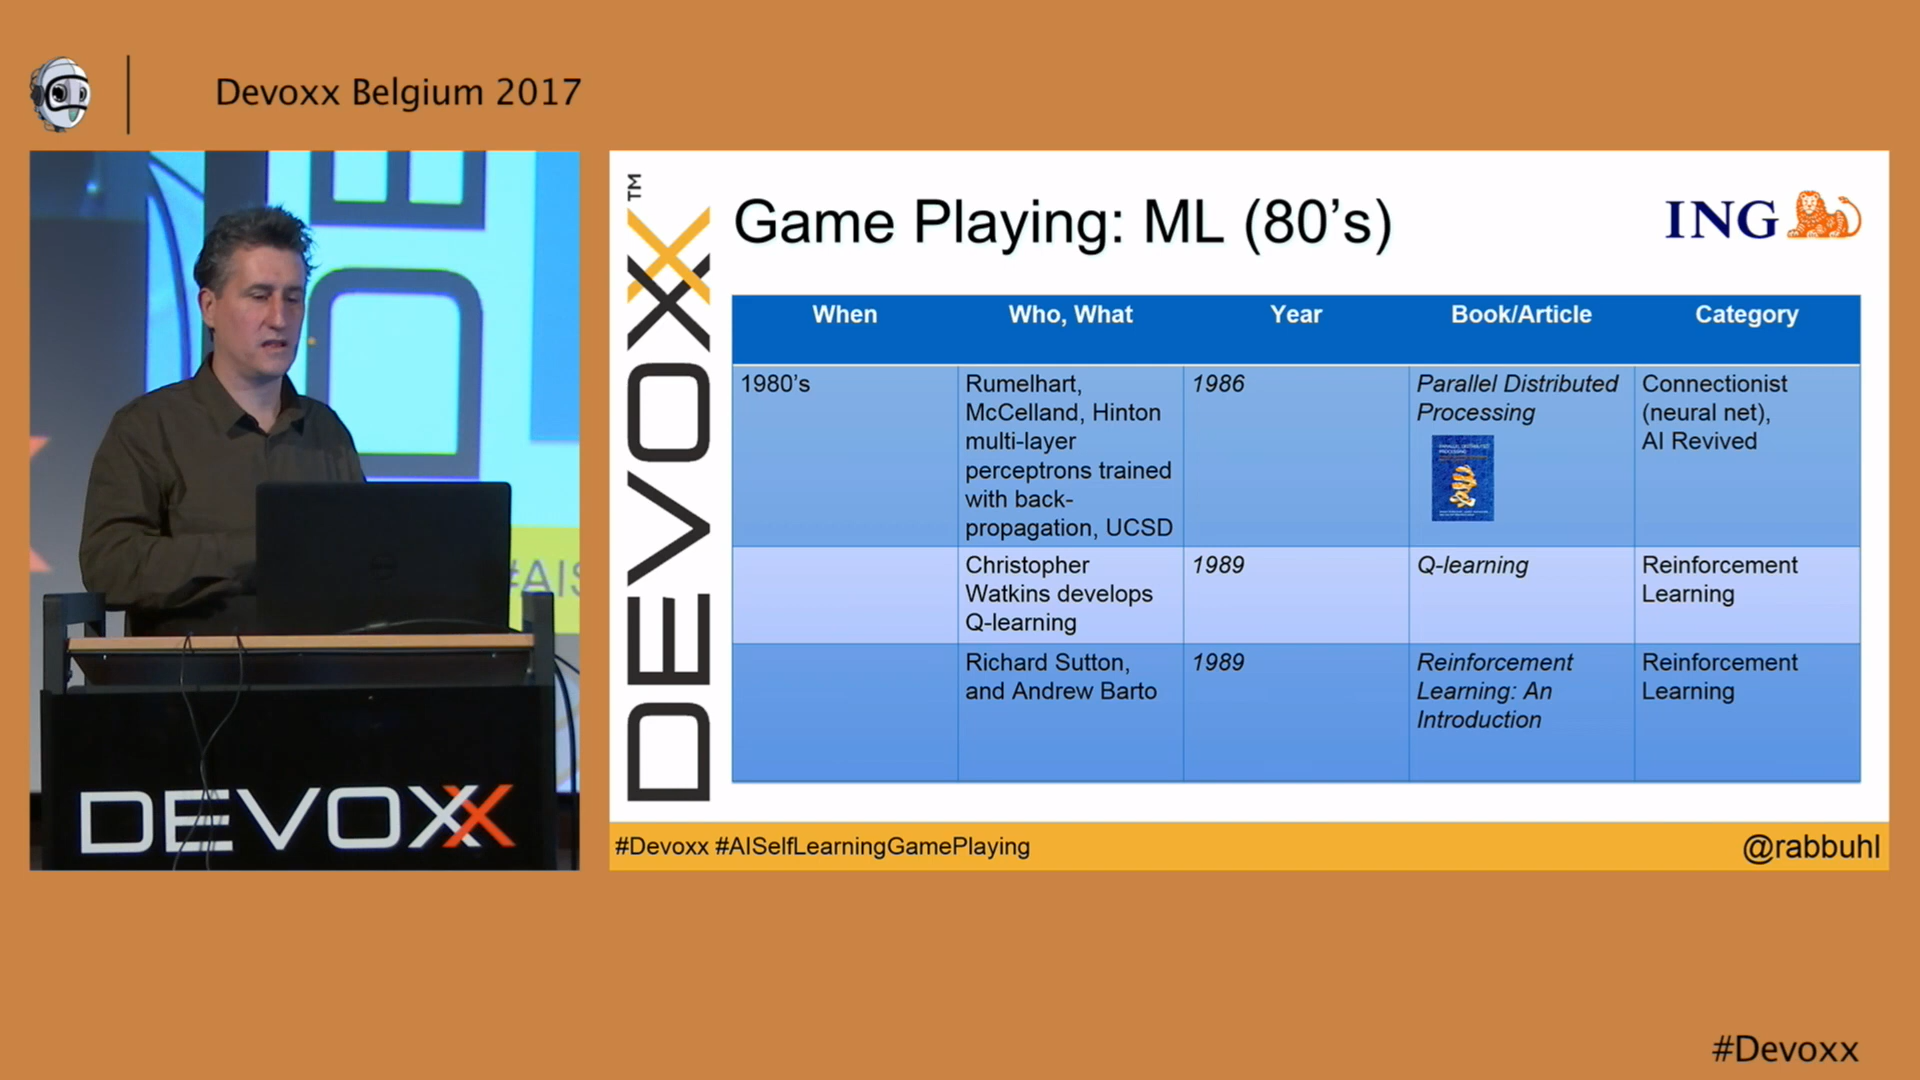 Devoxx Belgium 2017
DEVOXX™
Game Playing: ML (80's)
ING
When
Who, What
Year
Book/Article
Category
1980's
Rumelhart,
McCelland, Hinton
multi-layer
perceptrons trained
with back-
propagation, UCSD
1986
Parallel Distributed
Processing
Connectionist
(neural net),
AI Revived
Christopher
Watkins develops
Q-learning
1989
Q-learning
Reinforcement
Learning
Richard Sutton,
and Andrew Barto
1989
Reinforcement
Learning: An
Introduction
Reinforcement
Learning
#Devoxx #AISelfLearningGamePlaying
@rabbuhl
#AIS
DEVOXX
#Devoxx